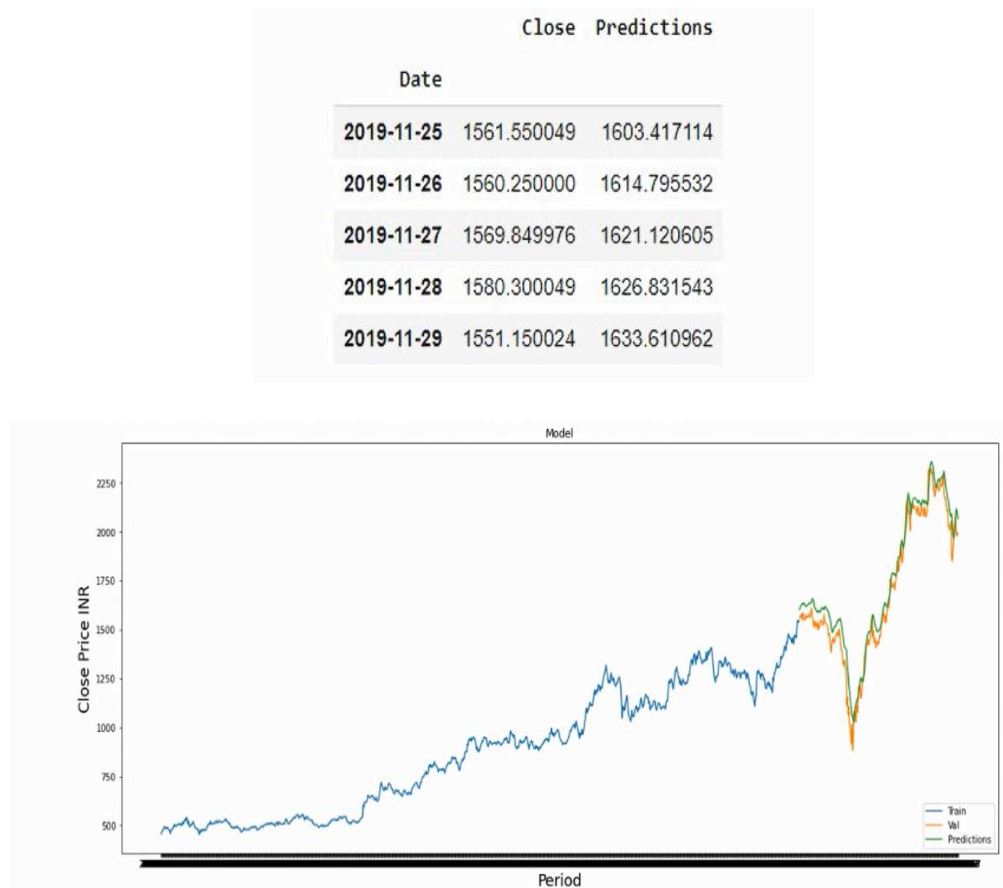 Close Predictions
Date
2019-11-25 1561.550049 1603.417114
2019-11-26 1560.250000 1614.795532
2019-11-27 1569.849976 1621.120605
2019-11-28 1580.300049 1626.831543
2019-11-29 1551.150024 1633.610962
Model
2250
2000
1750
1500
1250
1000
750
500
Close Price INR
Train
Val
Predictions
Period